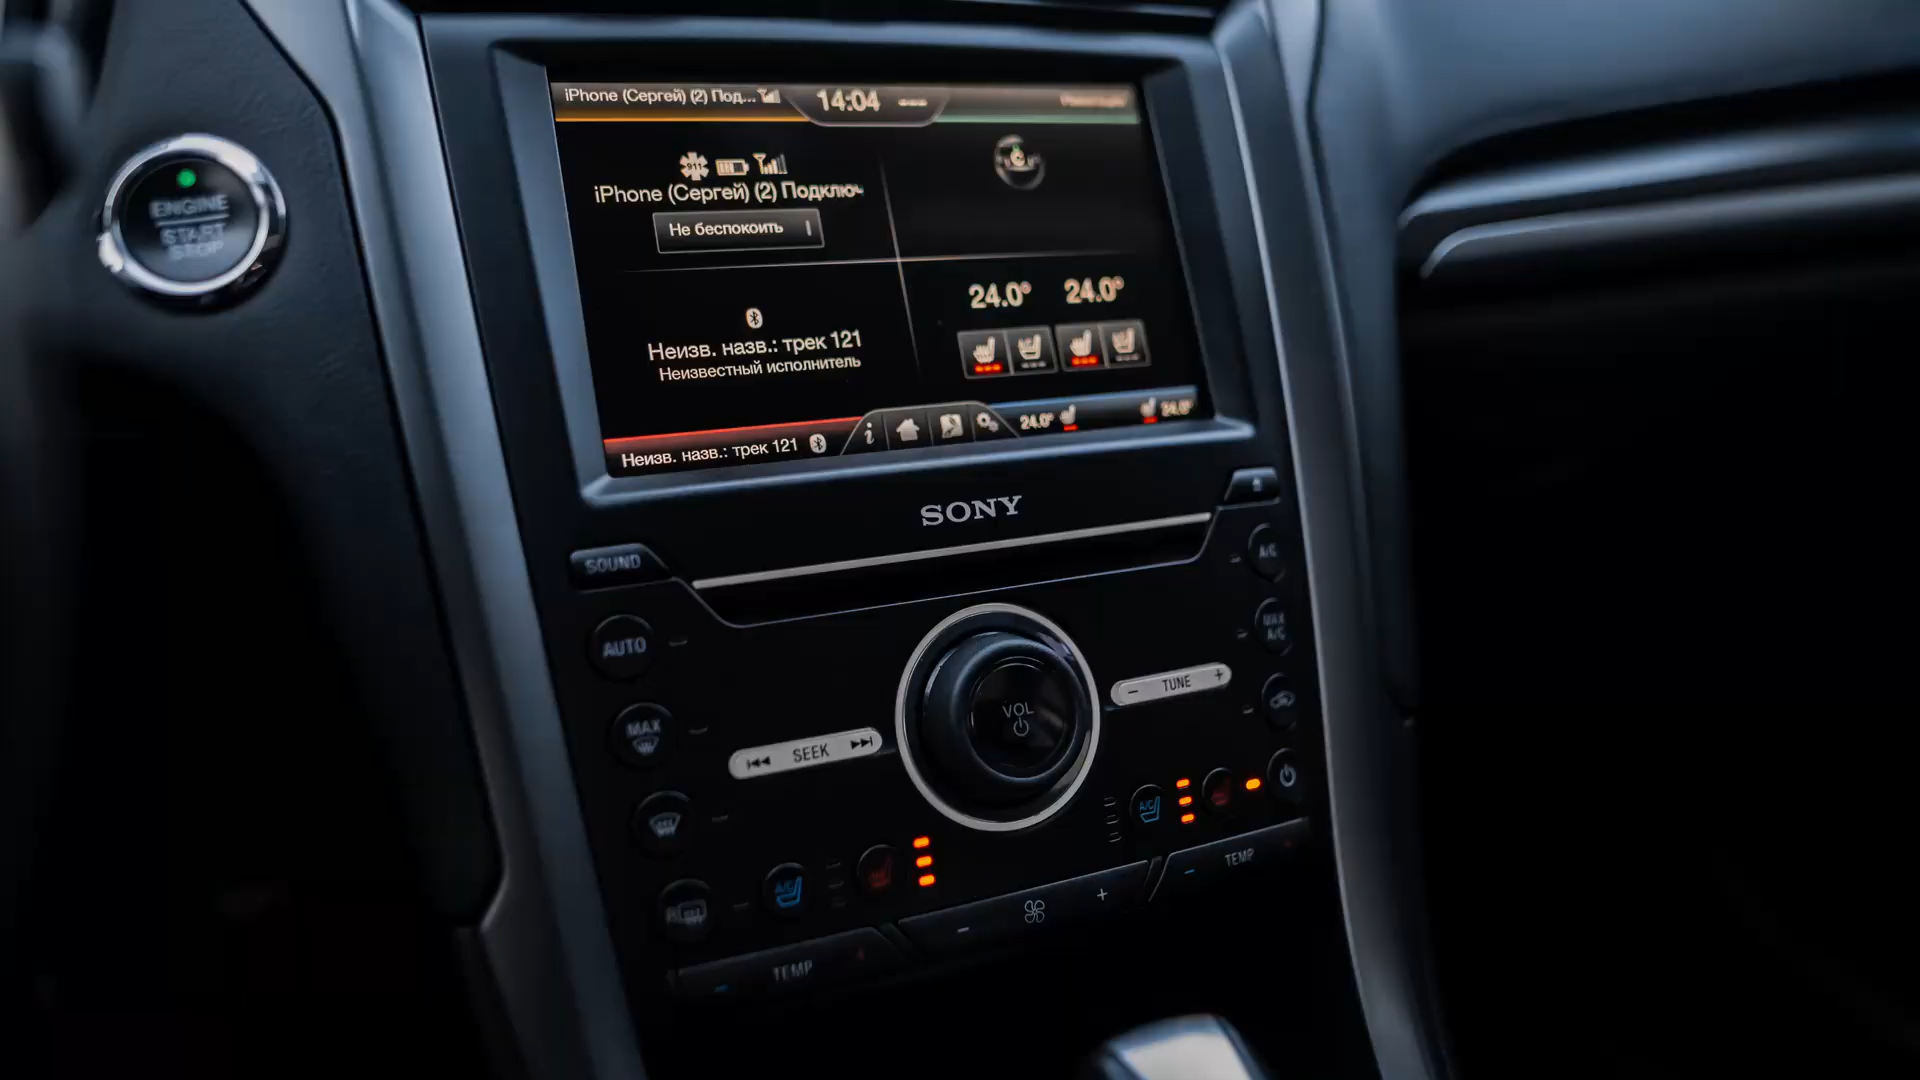 iPhone (Сергей) (2) Под...
14:04
911
iPhone (Сергей) (2) Подключ
Не беспокоить
24.0° 24.0°
Неизв. назв.: трек 121
Неизвестный исполнитель
Неизв. назв.: трек 121
24.0°
24.0°
ENGINE
START
STOP
SONY
SOUND
A/C
AUTO
MAX
A/C
VOL
– TUNE +
MAX
SEEK
A/C
A/C
TEMP
– +
TEMP